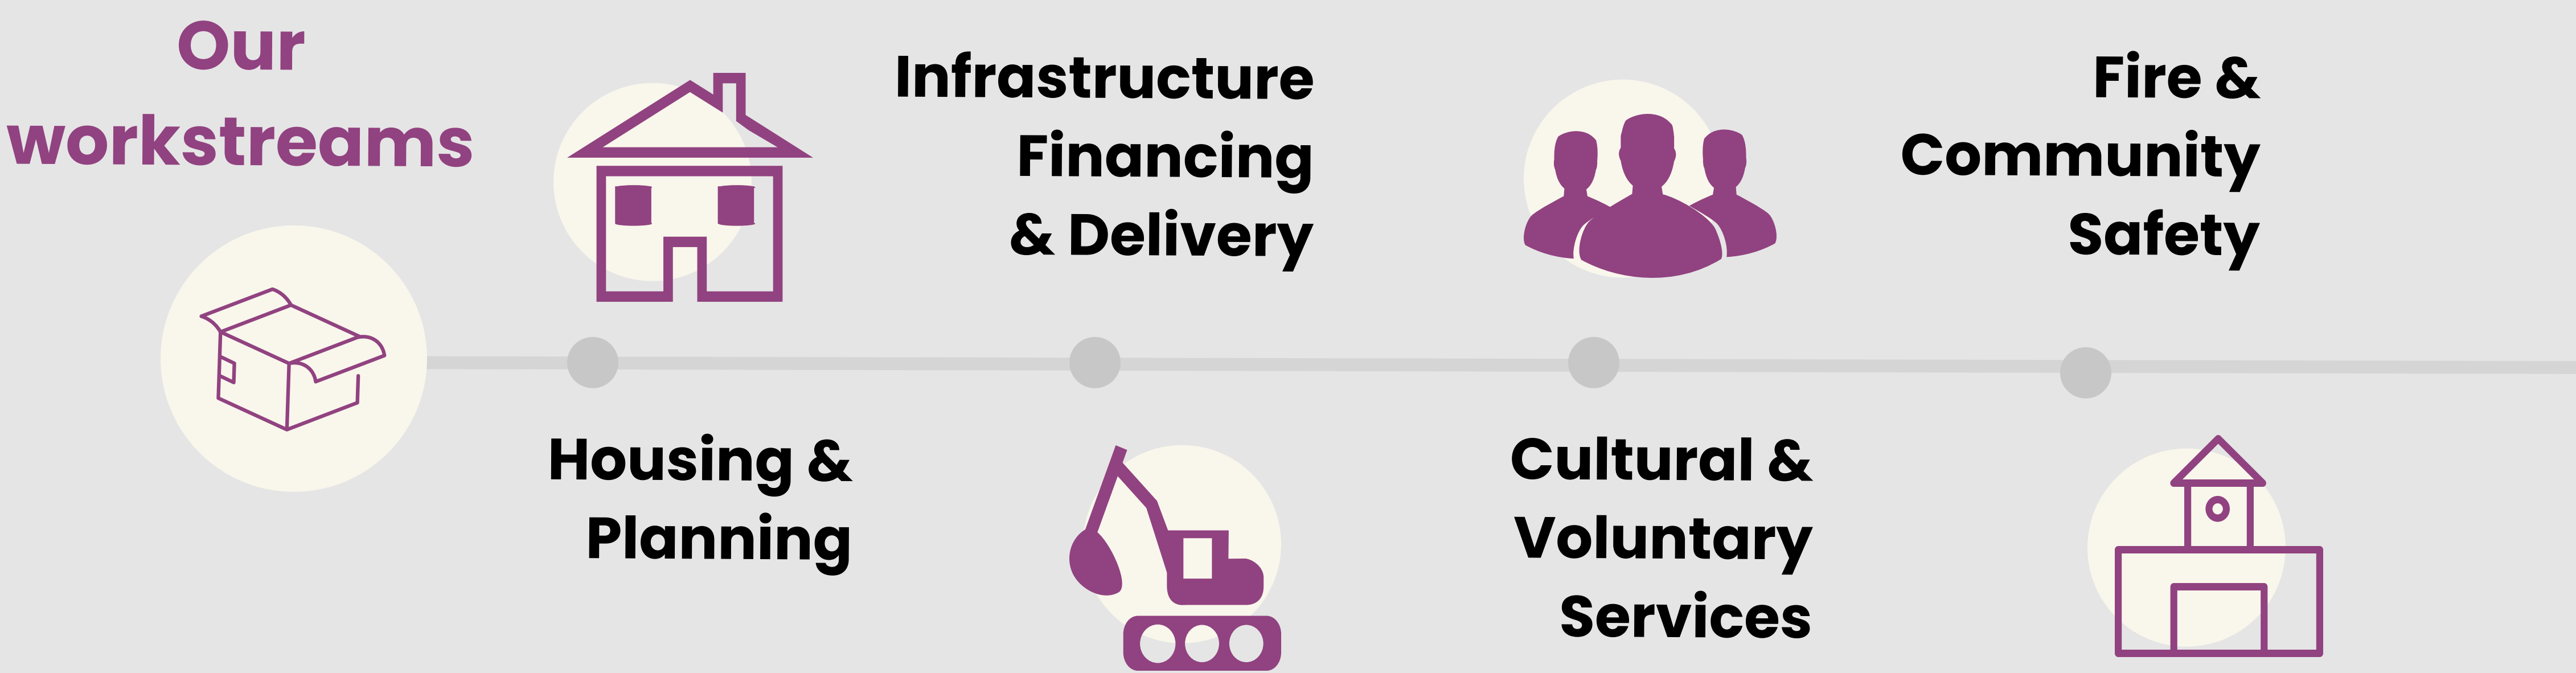 Our
workstreams
Housing &
Planning
Infrastructure
Financing
& Delivery
Cultural &
Voluntary
Services
Fire &
Community
Safety